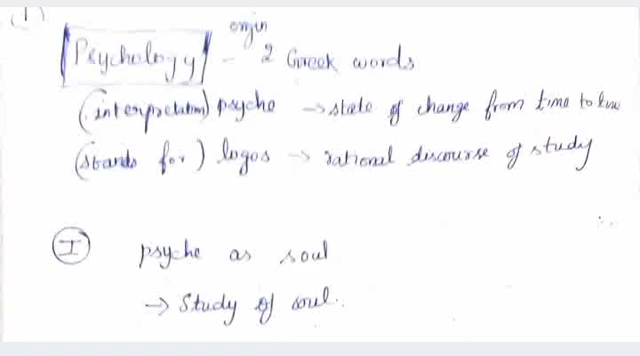 (1)
origin
Psychology - 2 Greek words
(interpretation) psyche → state of change from time to time
(stands for) logos → rational discourse of study
I psyche as soul
→ Study of soul.